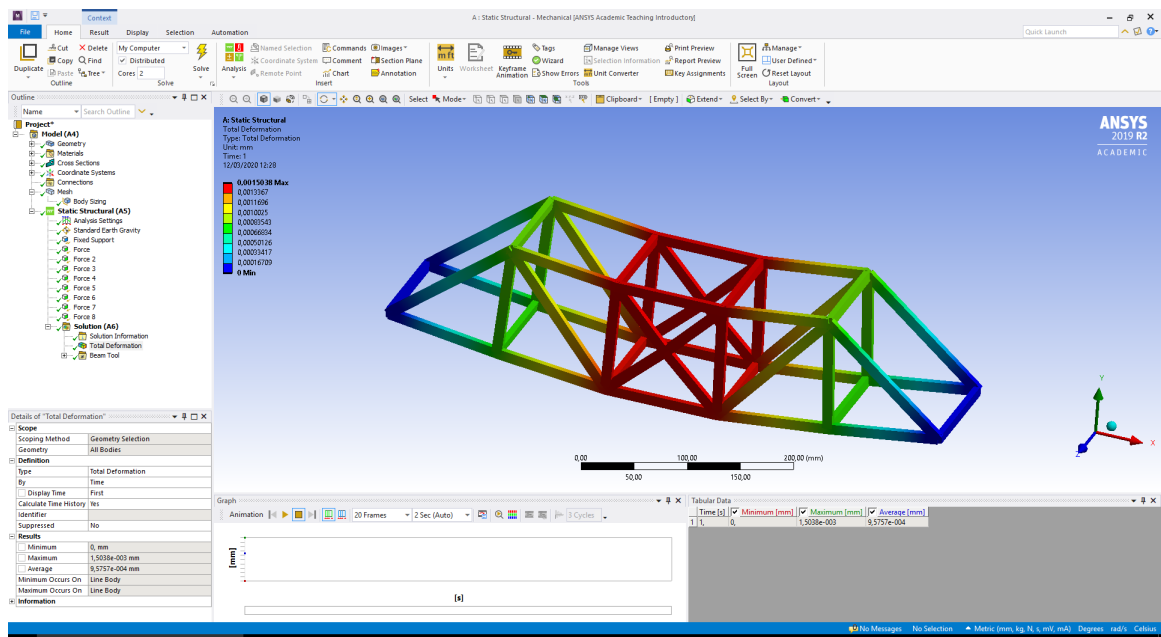 Context
A : Static Structural - Mechanical [ANSYS Academic Teaching Introductory]
File Home Result Display Selection Automation
Quick Launch
Duplicate
Cut Delete
Copy Find
Paste Tree
Outline
My Computer
Distributed
Cores 2
Solve
Solve
Analysis
Named Selection Commands Images
Coordinate System Comment Section Plane
Remote Point Chart Annotation
Insert
Units Worksheet Keyframe Animation
Tags Manage Views Print Preview
Wizard Selection Information Report Preview
Show Errors Unit Converter Key Assignments
Tools
Full Screen
Manage
User Defined
Reset Layout
Layout
Outline
Name Search Outline
Select Mode Clipboard [ Empty ] Extend Select By Convert
Project*
Model (A4)
Geometry
Materials
Cross Sections
Coordinate Systems
Connections
Mesh
Body Sizing
Static Structural (A5)
Analysis Settings
Standard Earth Gravity
Fixed Support
Force
Force 2
Force 3
Force 4
Force 5
Force 6
Force 7
Force 8
Solution (A6)
Solution Information
Total Deformation
Beam Tool
A: Static Structural
Total Deformation
Type: Total Deformation
Unit: mm
Time: 1
12/03/2020 12:28
0,0015038 Max
0,0013367
0,0011696
0,0010025
0,00083543
0,00066834
0,00050126
0,00033417
0,00016709
0 Min
ANSYS
2019 R2
ACADEMIC
0,00 100,00 200,00 (mm)
50,00 150,00
Y
X
Z
Details of "Total Deformation"
Scope
Scoping Method Geometry Selection
Geometry All Bodies
Definition
Type Total Deformation
By Time
Display Time First
Calculate Time History Yes
Identifier
Suppressed No
Results
Minimum 0, mm
Maximum 1,5038e-003 mm
Average 9,5757e-004 mm
Minimum Occurs On Line Body
Maximum Occurs On Line Body
Information
Graph
Animation 20 Frames 2 Sec (Auto) 3 Cycles
[mm]
[s]
Tabular Data
Time [s] Minimum [mm] Maximum [mm] Average [mm]
1 1, 0, 1,5038e-003 9,5757e-004
No Messages No Selection Metric (mm, kg, N, s, mV, mA) Degrees rad/s Celsius